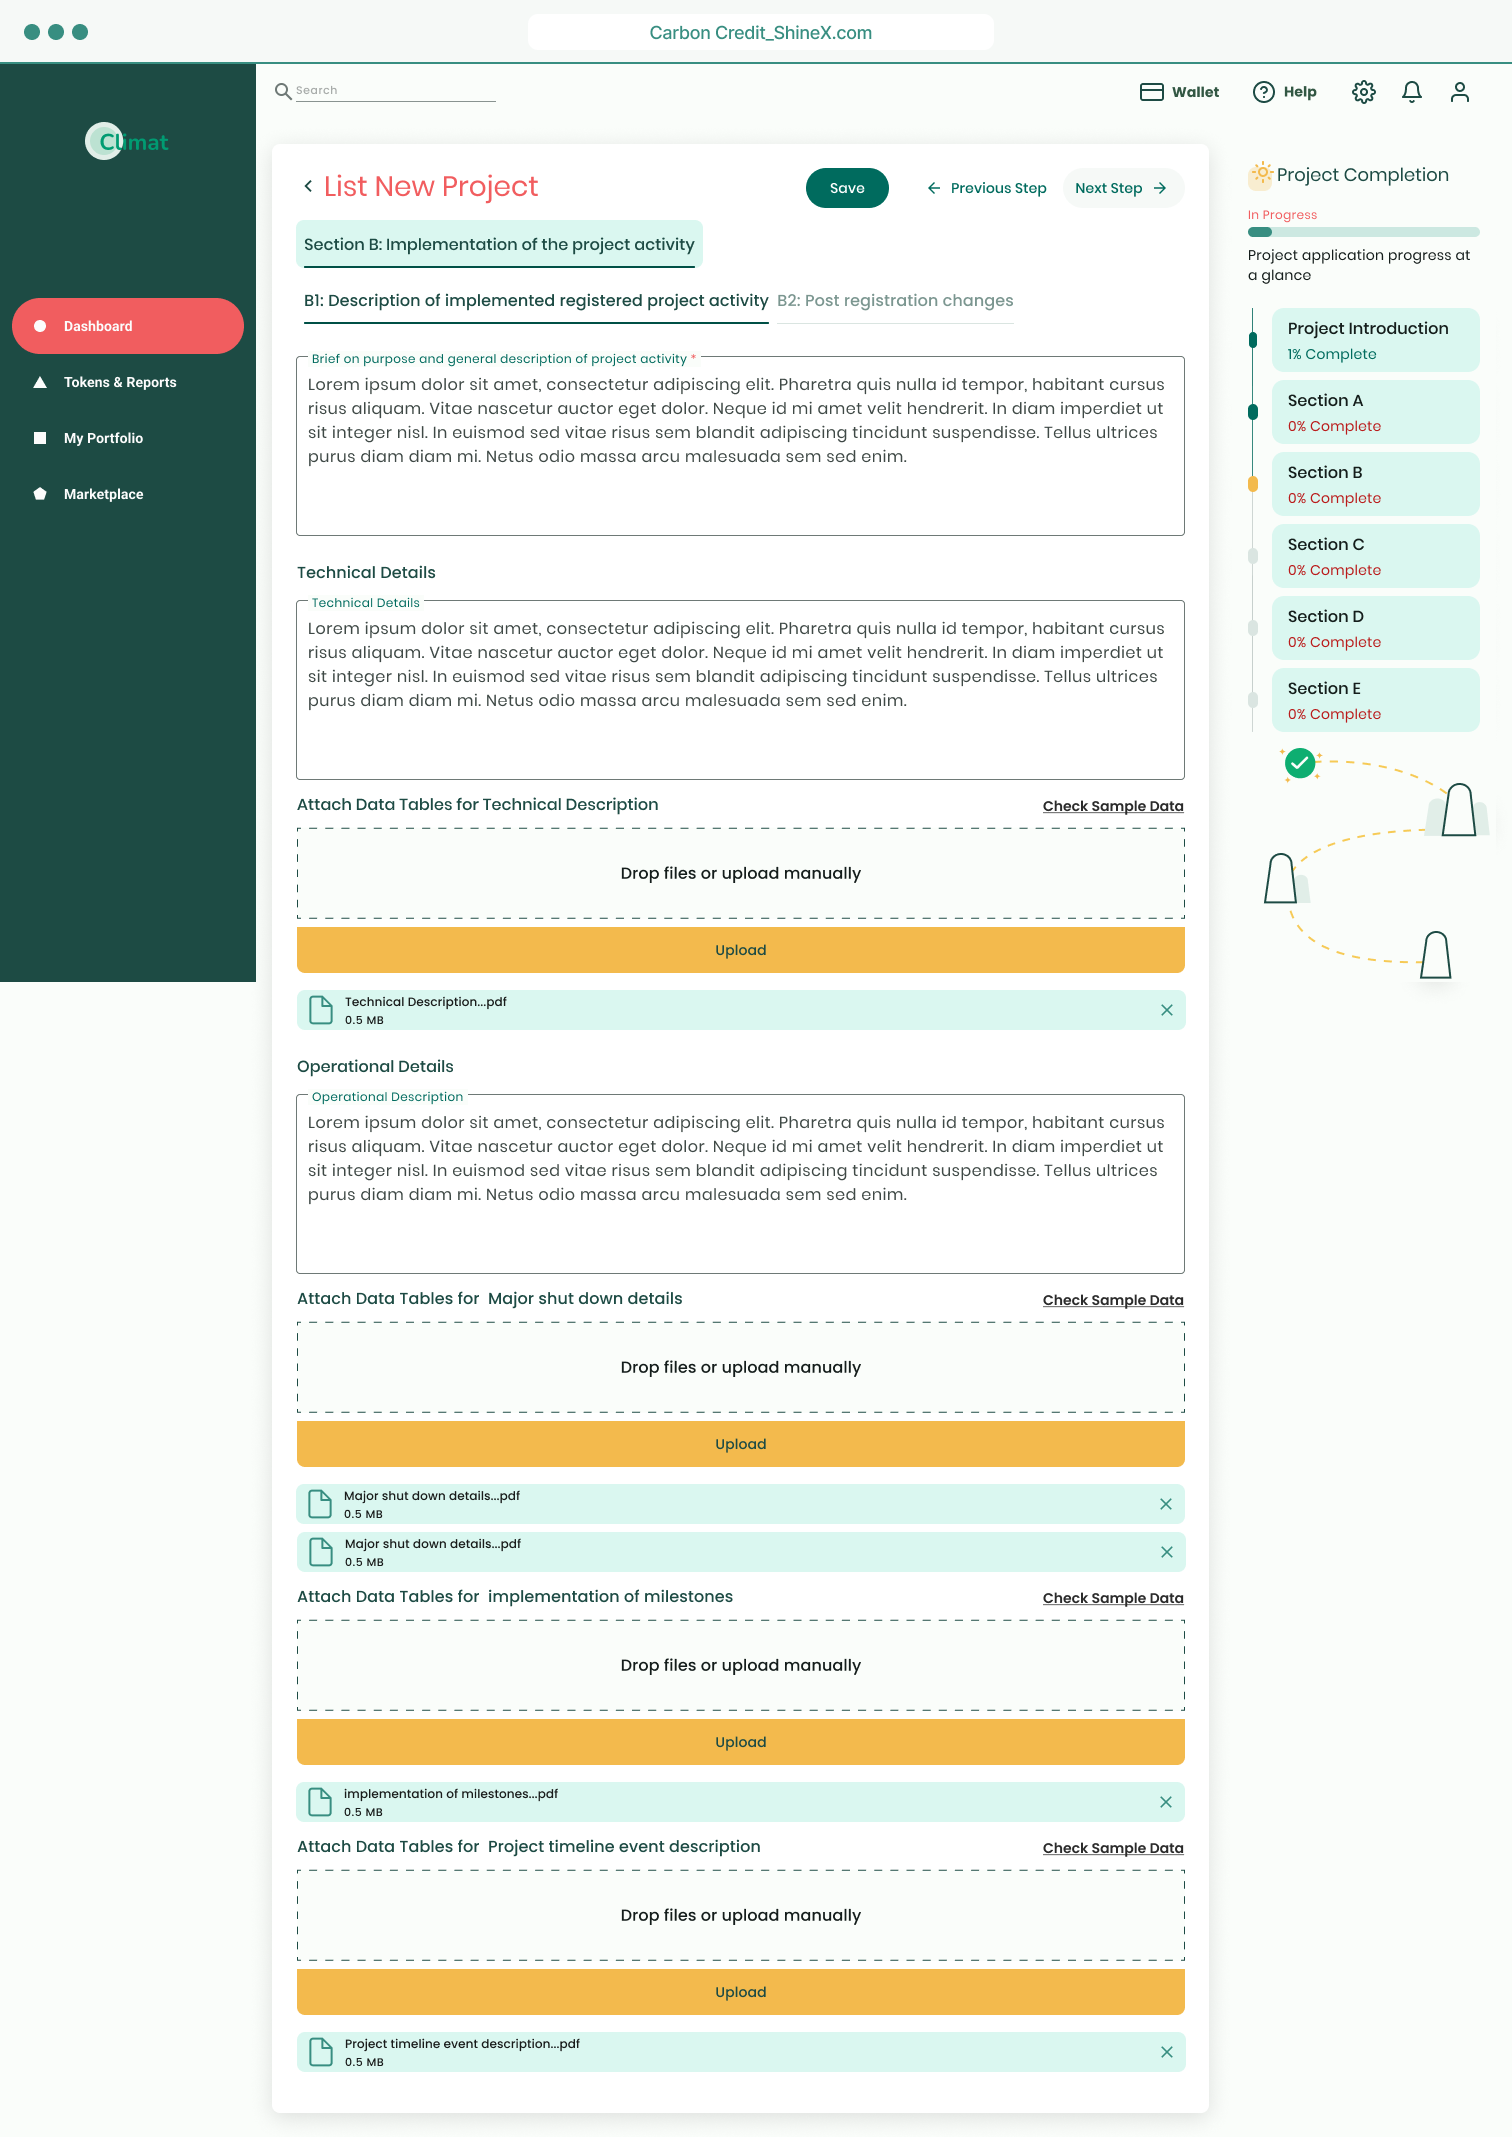 Carbon Credit_ShineX.com
Search
Wallet
Help
Climat
Dashboard
Tokens & Reports
My Portfolio
Marketplace
List New Project
Save
Previous Step
Next Step
Section B: Implementation of the project activity
B1: Description of implemented registered project activity
B2: Post registration changes
Brief on purpose and general description of project activity *
Lorem ipsum dolor sit amet, consectetur adipiscing elit. Pharetra quis nulla id tempor, habitant cursus
risus aliquam. Vitae nascetur auctor eget dolor. Neque id mi amet velit hendrerit. In diam imperdiet ut
sit integer nisl. In euismod sed vitae risus sem blandit adipiscing tincidunt suspendisse. Tellus ultrices
purus diam diam mi. Netus odio massa arcu malesuada sem sed enim.
Technical Details
Technical Details
Lorem ipsum dolor sit amet, consectetur adipiscing elit. Pharetra quis nulla id tempor, habitant cursus
risus aliquam. Vitae nascetur auctor eget dolor. Neque id mi amet velit hendrerit. In diam imperdiet ut
sit integer nisl. In euismod sed vitae risus sem blandit adipiscing tincidunt suspendisse. Tellus ultrices
purus diam diam mi. Netus odio massa arcu malesuada sem sed enim.
Attach Data Tables for Technical Description
Check Sample Data
Drop files or upload manually
Upload
Technical Description...pdf
0.5 MB
Operational Details
Operational Description
Lorem ipsum dolor sit amet, consectetur adipiscing elit. Pharetra quis nulla id tempor, habitant cursus
risus aliquam. Vitae nascetur auctor eget dolor. Neque id mi amet velit hendrerit. In diam imperdiet ut
sit integer nisl. In euismod sed vitae risus sem blandit adipiscing tincidunt suspendisse. Tellus ultrices
purus diam diam mi. Netus odio massa arcu malesuada sem sed enim.
Attach Data Tables for  Major shut down details
Check Sample Data
Drop files or upload manually
Upload
Major shut down details...pdf
0.5 MB
Major shut down details...pdf
0.5 MB
Attach Data Tables for  implementation of milestones
Check Sample Data
Drop files or upload manually
Upload
implementation of milestones...pdf
0.5 MB
Attach Data Tables for  Project timeline event description
Check Sample Data
Drop files or upload manually
Upload
Project timeline event description...pdf
0.5 MB
Project Completion
In Progress
Project application progress at
a glance
Project Introduction
1% Complete
Section A
0% Complete
Section B
0% Complete
Section C
0% Complete
Section D
0% Complete
Section E
0% Complete